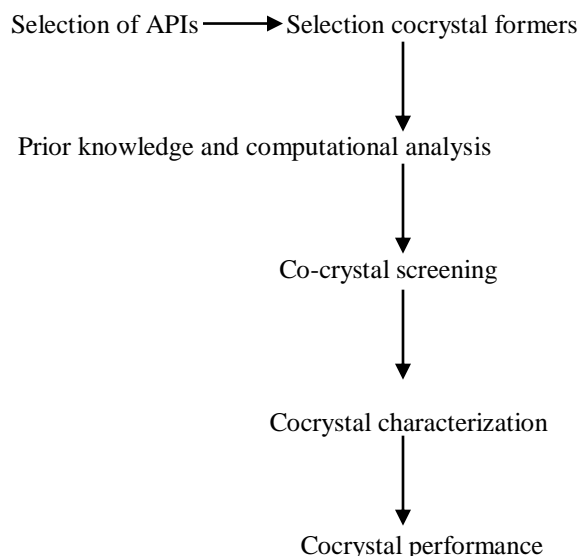 Selection of APIs
Selection cocrystal formers
Prior knowledge and computational analysis
Co-crystal screening
Cocrystal characterization
Cocrystal performance